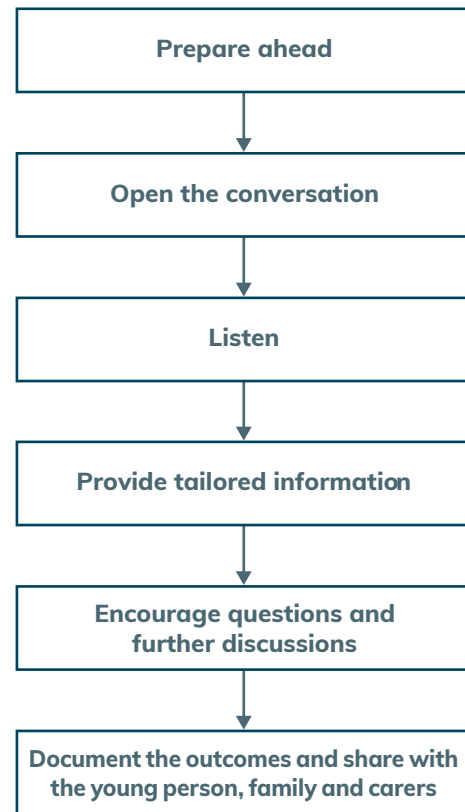 Prepare ahead
Open the conversation
Listen
Provide tailored information
Encourage questions and
further discussions
Document the outcomes and share with
the young person, family and carers